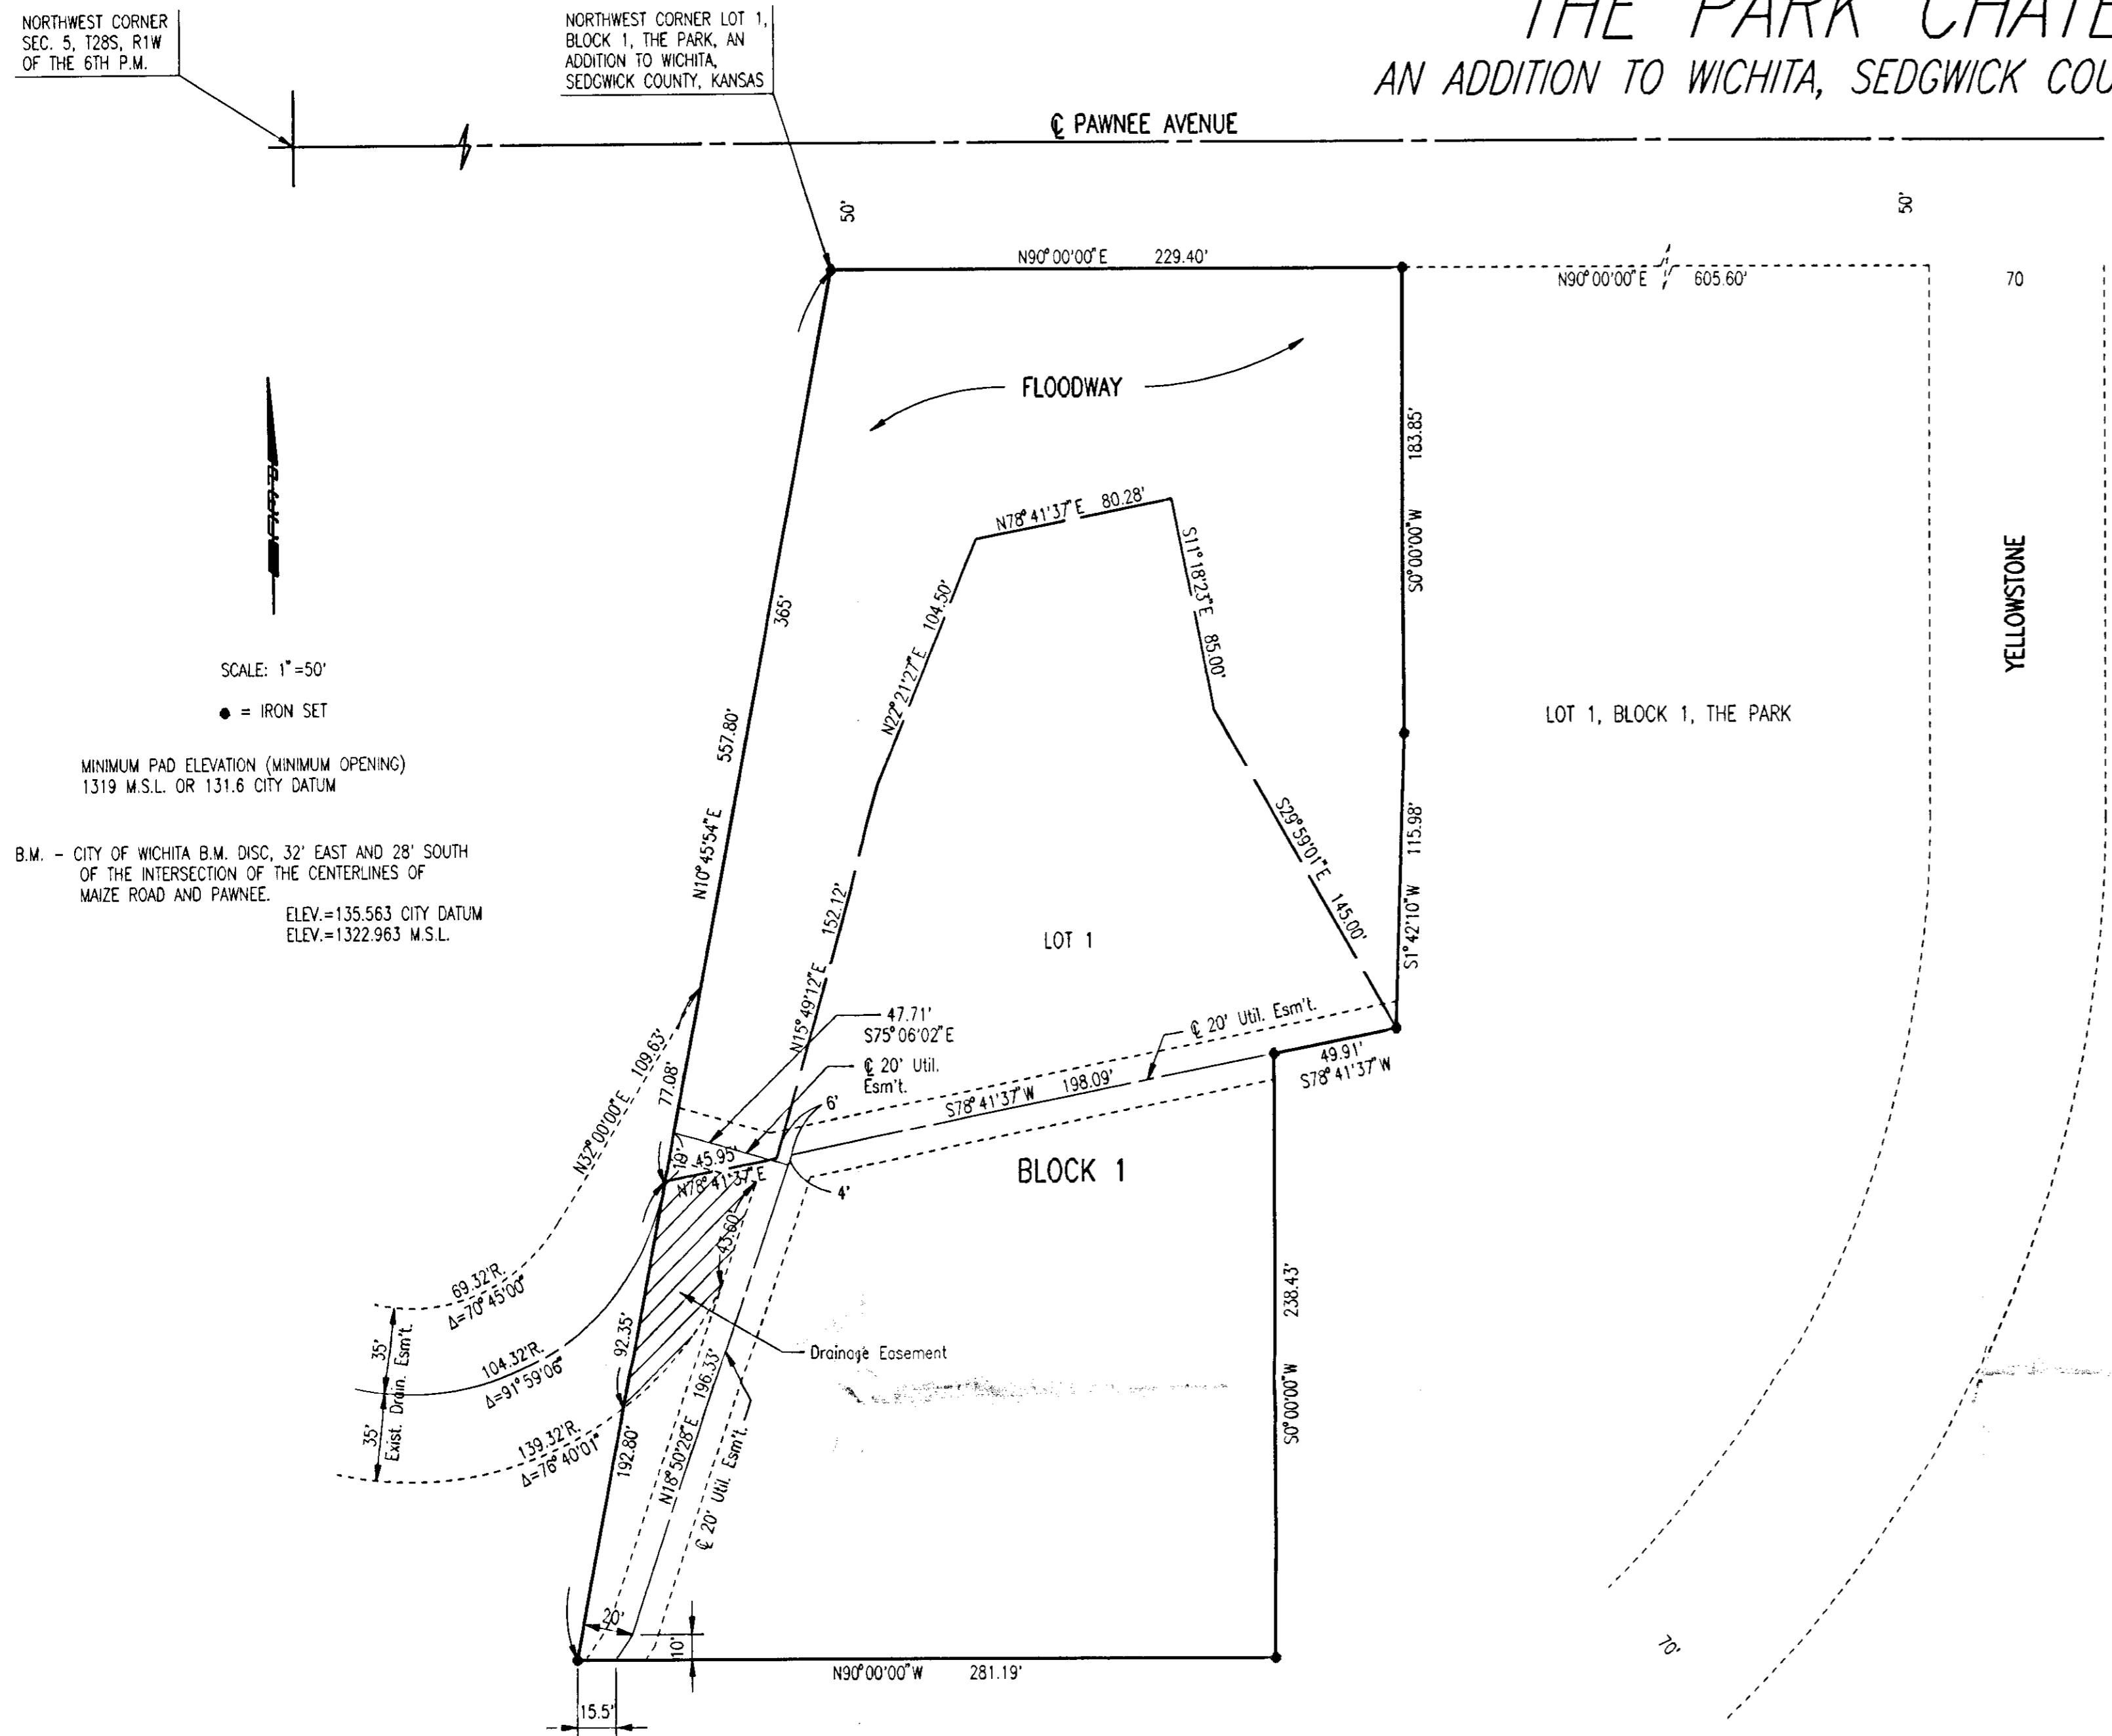 THE PARK CHATE
AN ADDITION TO WICHITA, SEDGWICK COU
NORTHWEST CORNER
SEC. 5, T28S, R1W
OF THE 6TH P.M.
NORTHWEST CORNER LOT 1,
BLOCK 1, THE PARK, AN
ADDITION TO WICHITA,
SEDGWICK COUNTY, KANSAS
℄ PAWNEE AVENUE
50'
50'
N90°00'00"E 229.40'
N90°00'00"E 605.60'
70
FLOODWAY
183.85'
S0°00'00"W
N78°41'37"E 80.28'
S11°18'23"E 85.00'
N22°21'27"E 104.50'
365'
557.80'
N10°45'54"E
YELLOWSTONE
SCALE: 1"=50'
● = IRON SET
MINIMUM PAD ELEVATION (MINIMUM OPENING)
1319 M.S.L. OR 131.6 CITY DATUM
B.M. - CITY OF WICHITA B.M. DISC, 32' EAST AND 28' SOUTH
OF THE INTERSECTION OF THE CENTERLINES OF
MAIZE ROAD AND PAWNEE.
ELEV.=135.563 CITY DATUM
ELEV.=1322.963 M.S.L.
LOT 1, BLOCK 1, THE PARK
S29°59'01"E 145.00'
115.98'
S1°42'10"W
N15°49'12"E 152.12'
LOT 1
47.71'
S75°06'02"E
℄ 20' Util.
Esm't.
℄ 20' Util. Esm't.
49.91'
S78°41'37"W
S78°41'37"W 198.09'
6'
4'
N32°00'00"E 109.63'
77.08'
19'
45.95'
N78°41'37"E
BLOCK 1
43.60'
69.32'R.
Δ=70°45'00"
104.32'R.
Δ=91°59'06"
139.32'R.
Δ=76°40'01"
35'
35'
Exist. Drain. Esm't.
92.35'
192.80'
Drainage Easement
N18°50'28"E 196.33'
℄ 20' Util. Esm't.
238.43'
S0°00'00"W
20'
10'
N90°00'00"W 281.19'
15.5'
70'